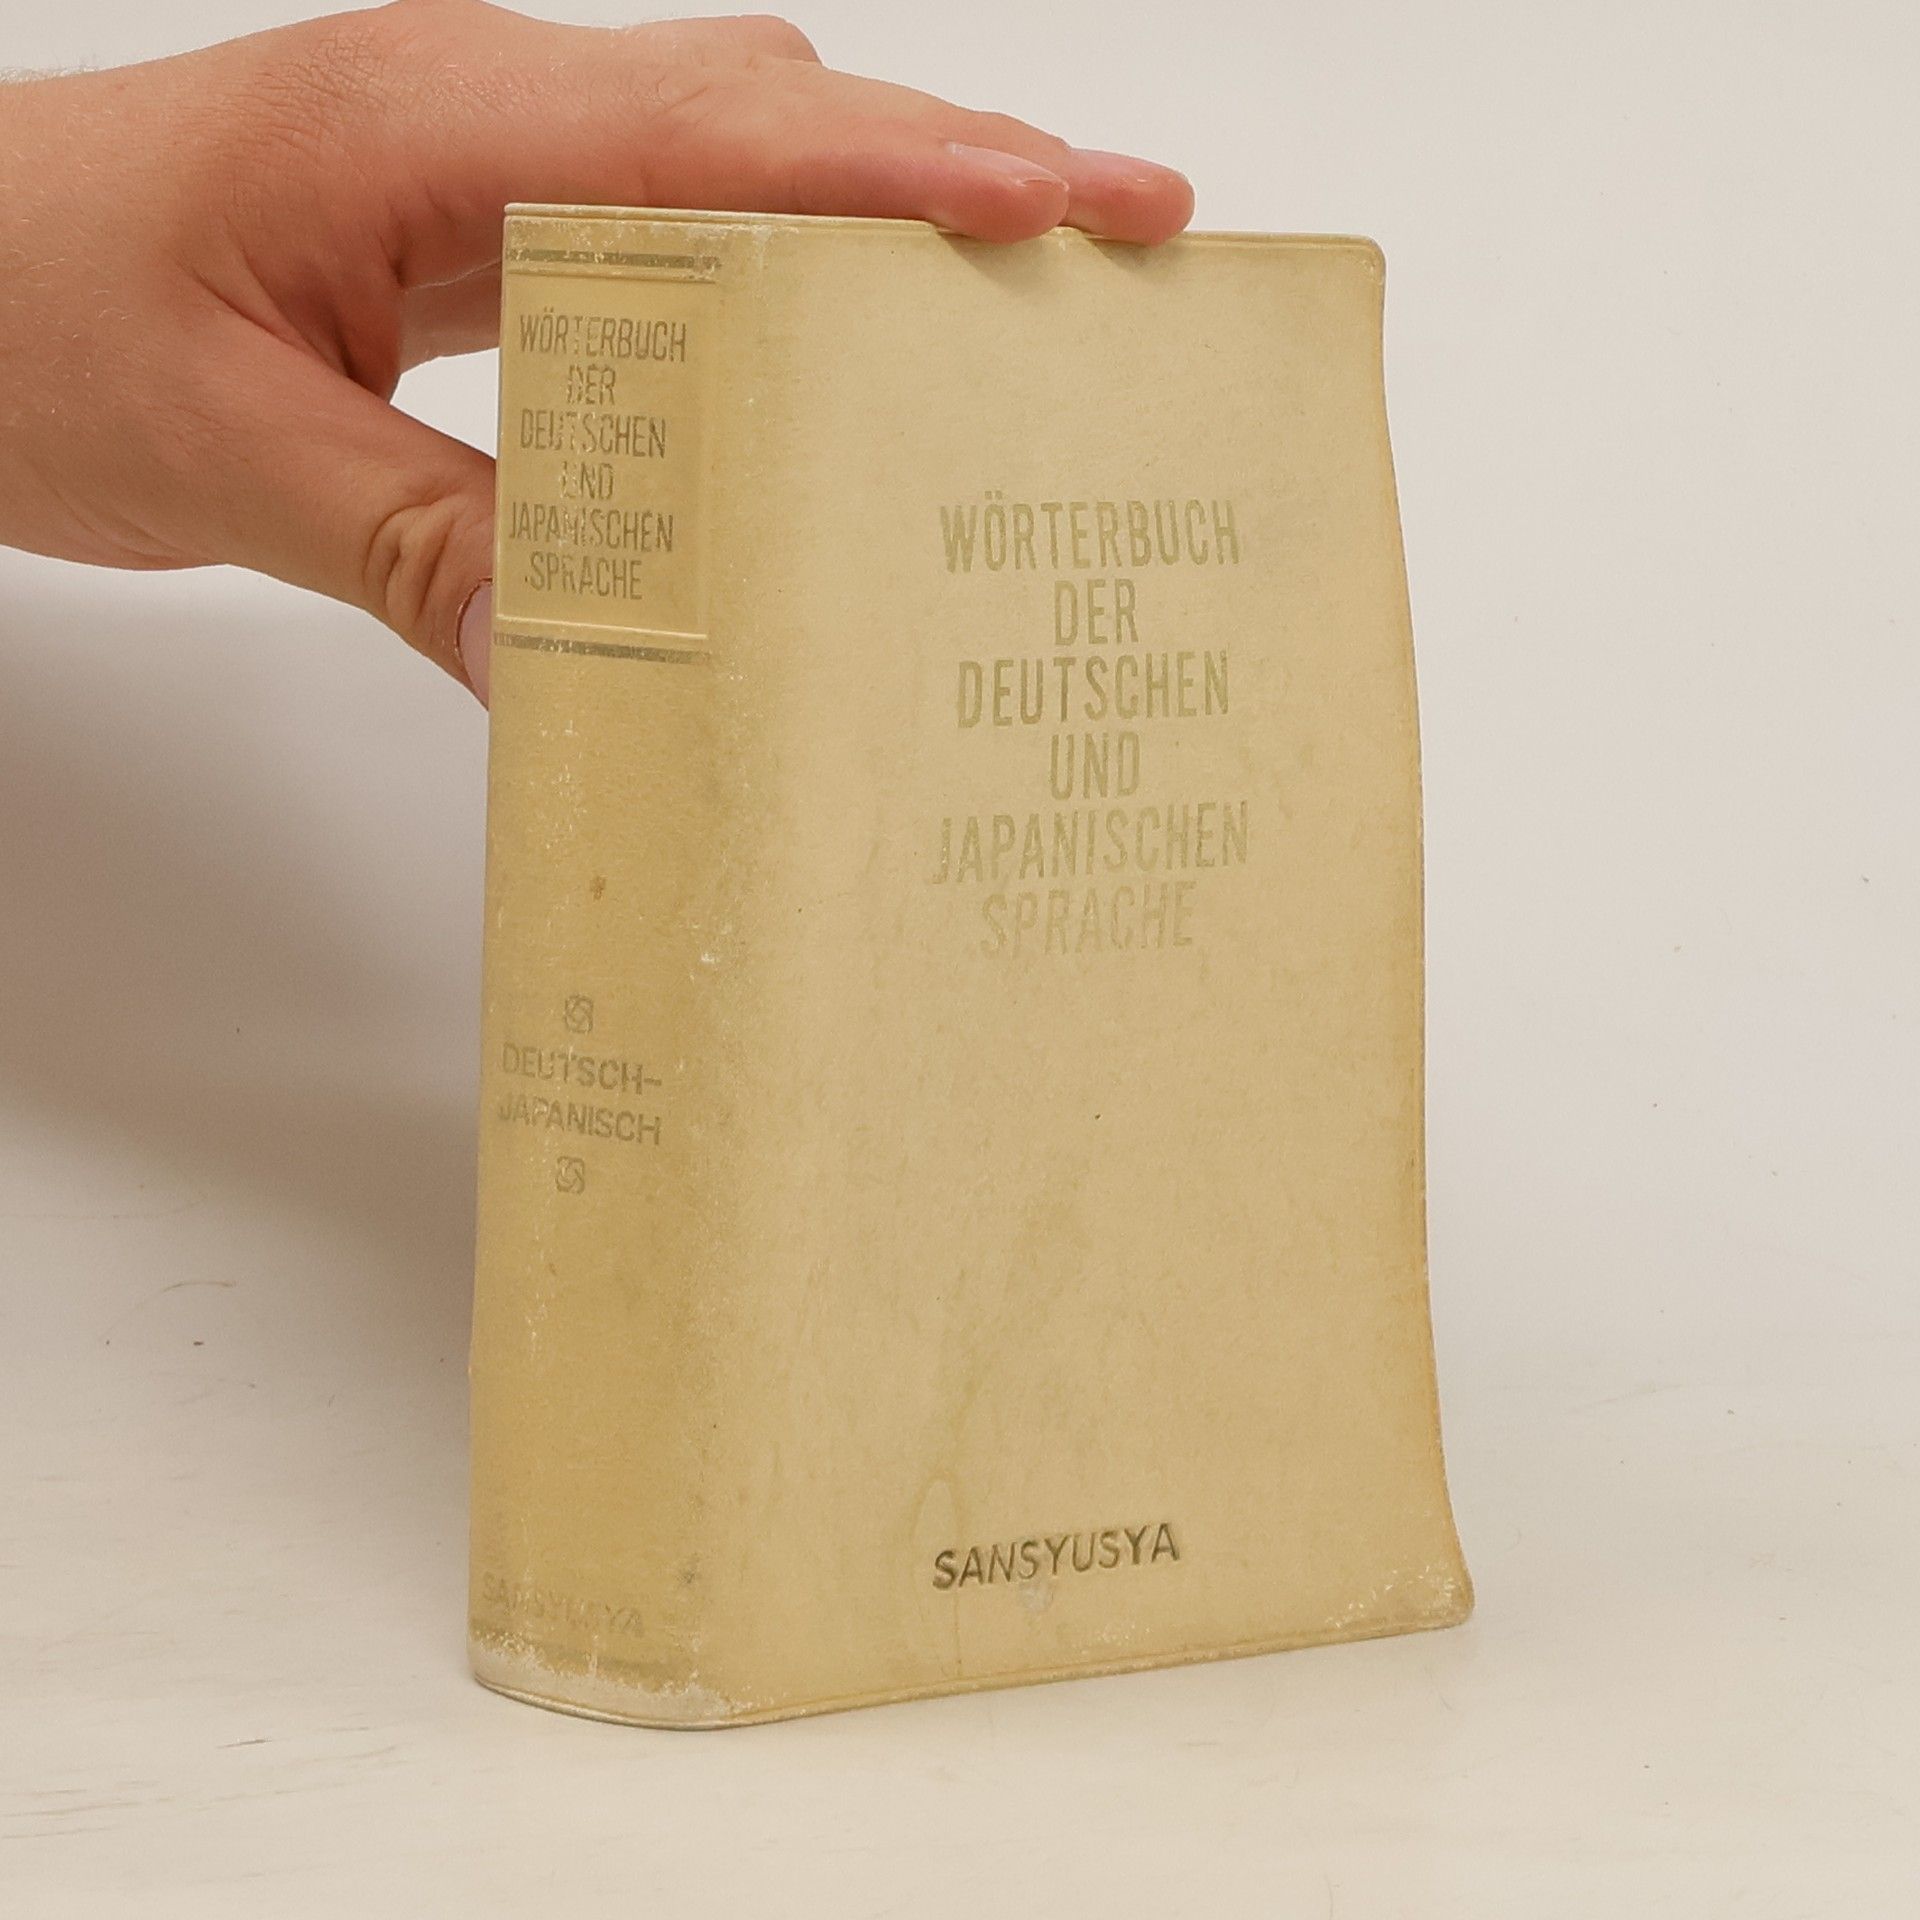 WÖRTERBUCH
DER
DEUTSCHEN
UND
JAPANISCHEN
SPRACHE
DEUTSCH-
JAPANISCH
SANSYUSYA
WÖRTERBUCH
DER
DEUTSCHEN
UND
JAPANISCHEN
SPRACHE
SANSYUSYA